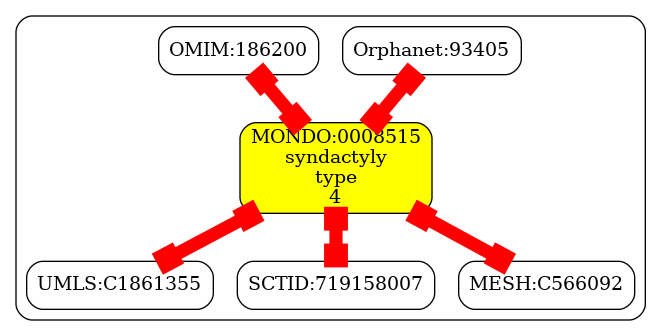 OMIM:186200
Orphanet:93405
MONDO:0008515
syndactyly
type
4
UMLS:C1861355
SCTID:719158007
MESH:C566092